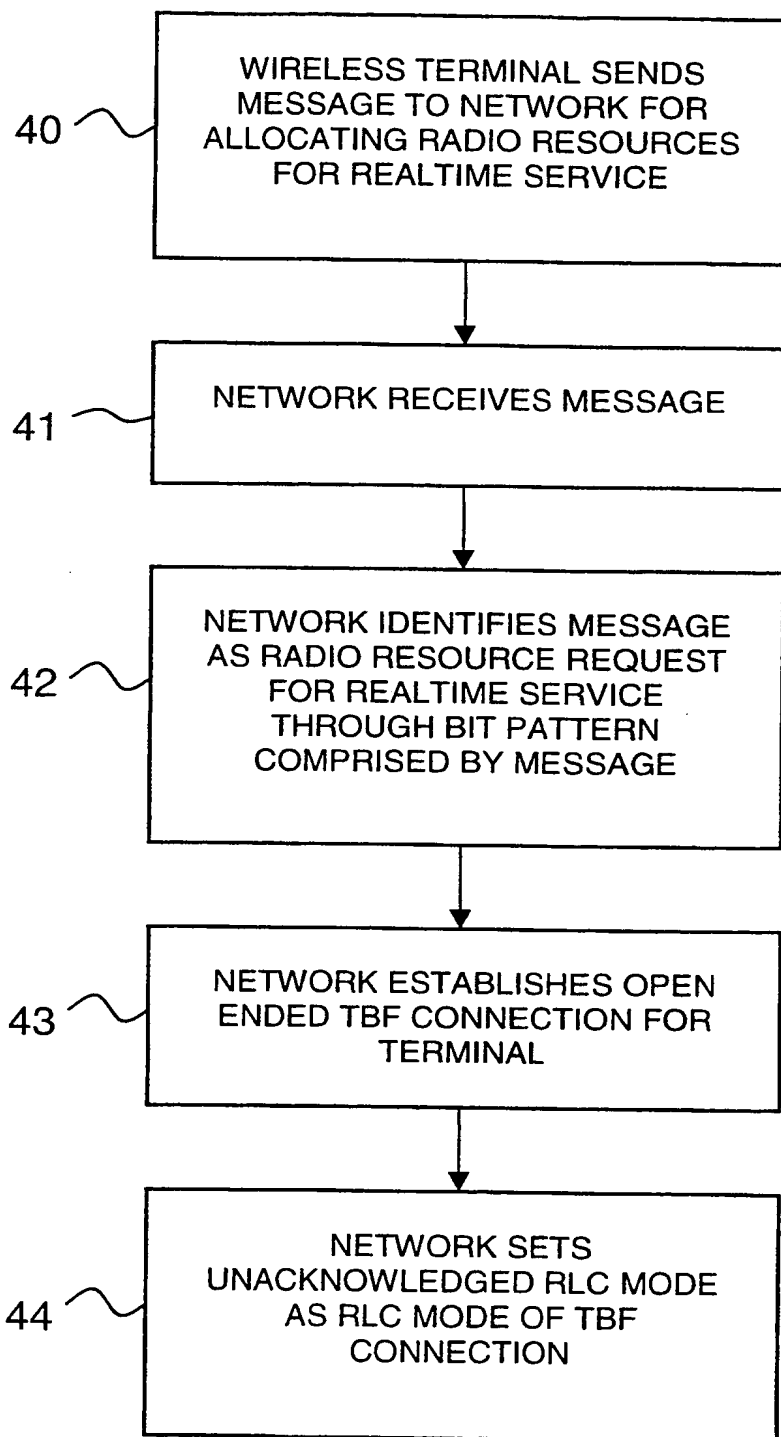 40
WIRELESS TERMINAL SENDS
MESSAGE TO NETWORK FOR
ALLOCATING RADIO RESOURCES
FOR REALTIME SERVICE
41
NETWORK RECEIVES MESSAGE
42
NETWORK IDENTIFIES MESSAGE
AS RADIO RESOURCE REQUEST
FOR REALTIME SERVICE
THROUGH BIT PATTERN
COMPRISED BY MESSAGE
43
NETWORK ESTABLISHES OPEN
ENDED TBF CONNECTION FOR
TERMINAL
44
NETWORK SETS
UNACKNOWLEDGED RLC MODE
AS RLC MODE OF TBF
CONNECTION